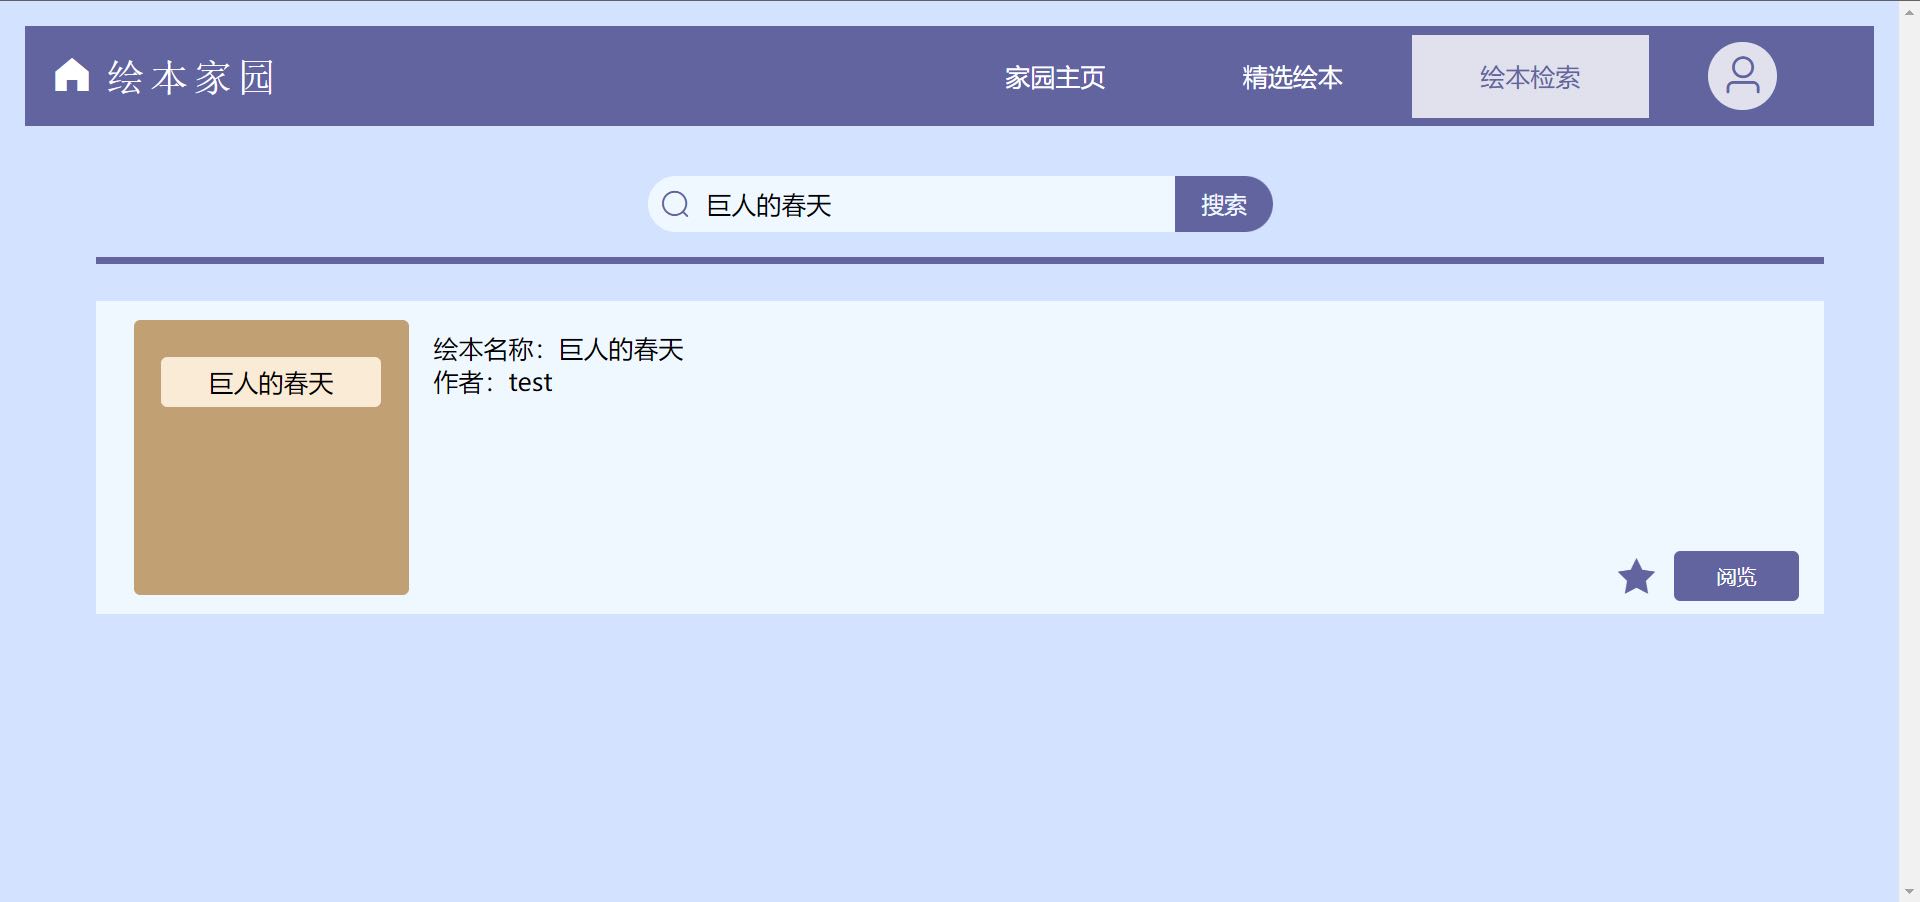 绘本家园
家园主页
精选绘本
绘本检索
巨人的春天
搜索
巨人的春天
绘本名称：巨人的春天
作者：test
阅览